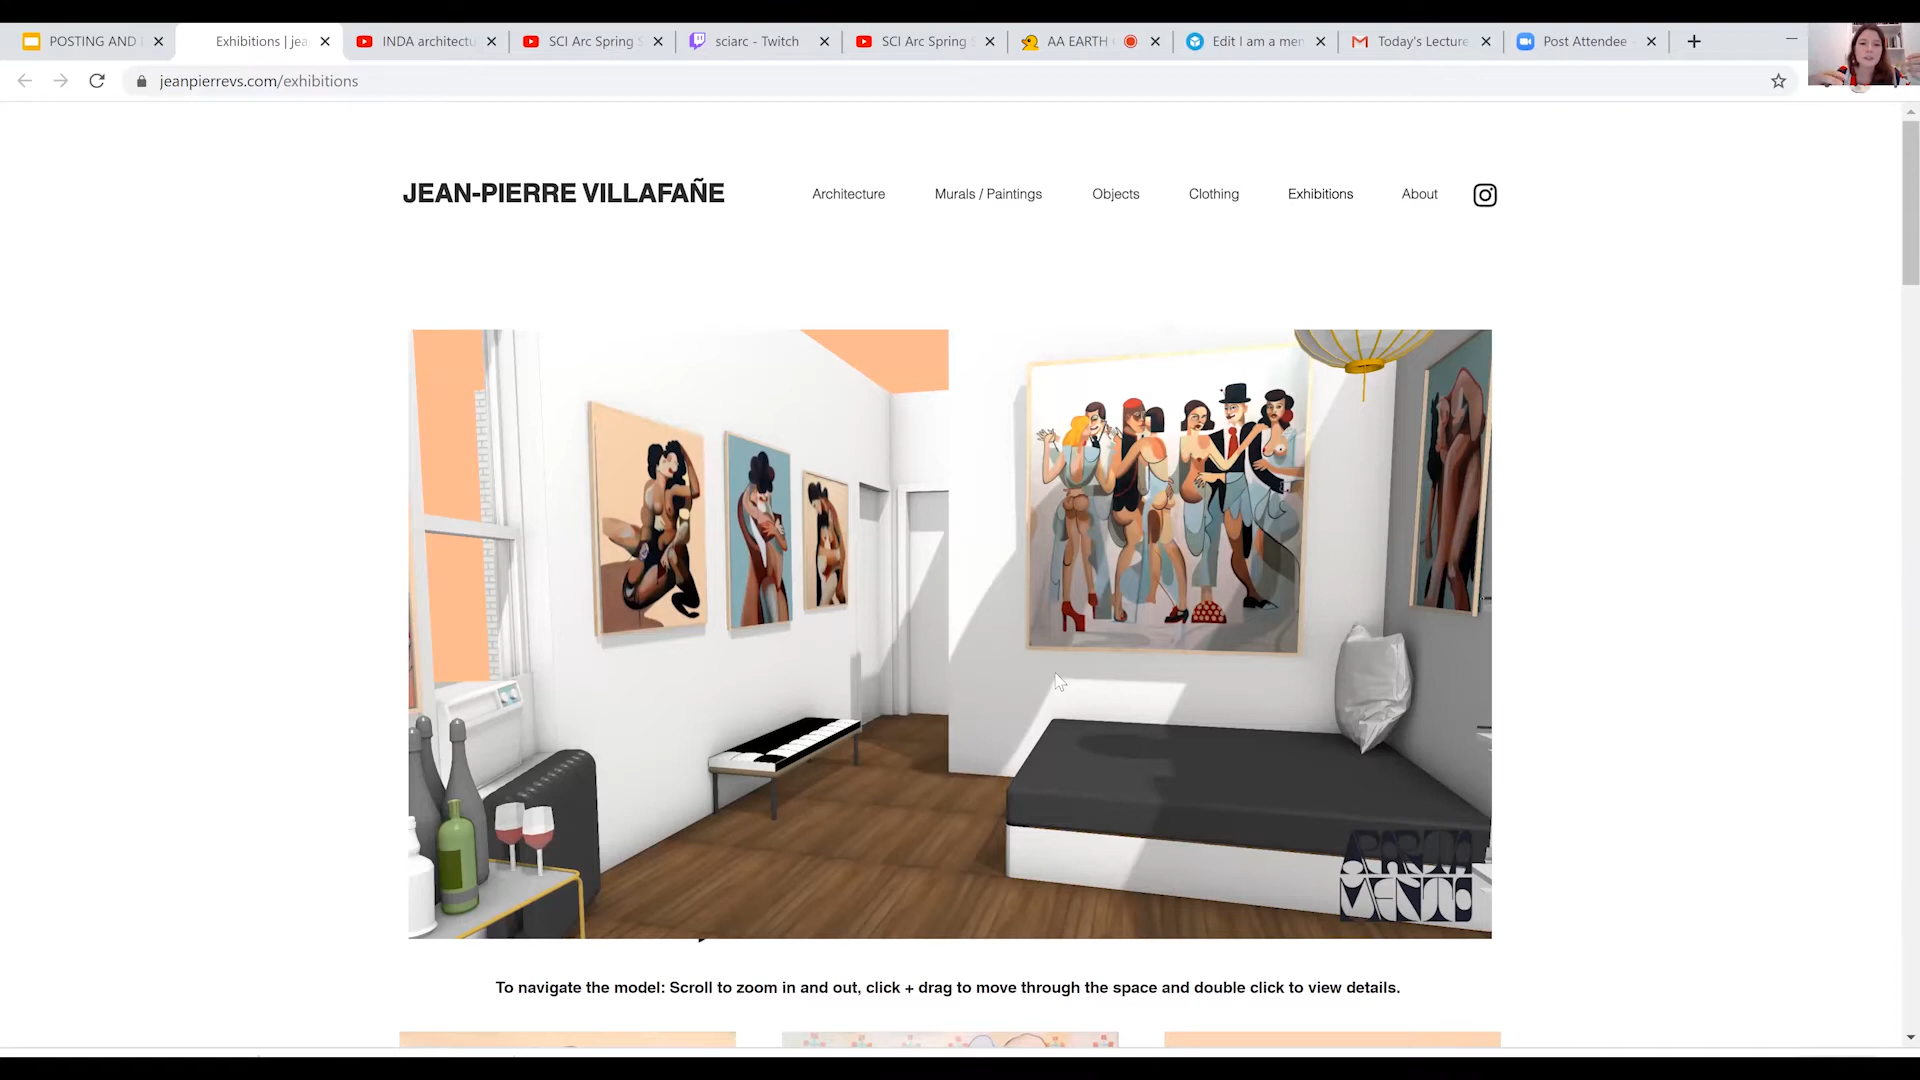 POSTING AND
Exhibitions | jea
INDA architectu
SCI Arc Spring S
sciarc - Twitch
SCI Arc Spring S
AA EARTH
Edit I am a men
Today's Lecture
Post Attendee -
jeanpierrevs.com/exhibitions
JEAN-PIERRE VILLAFAÑE
Architecture
Murals / Paintings
Objects
Clothing
Exhibitions
About
APARTA
MENTO
To navigate the model: Scroll to zoom in and out, click + drag to move through the space and double click to view details.